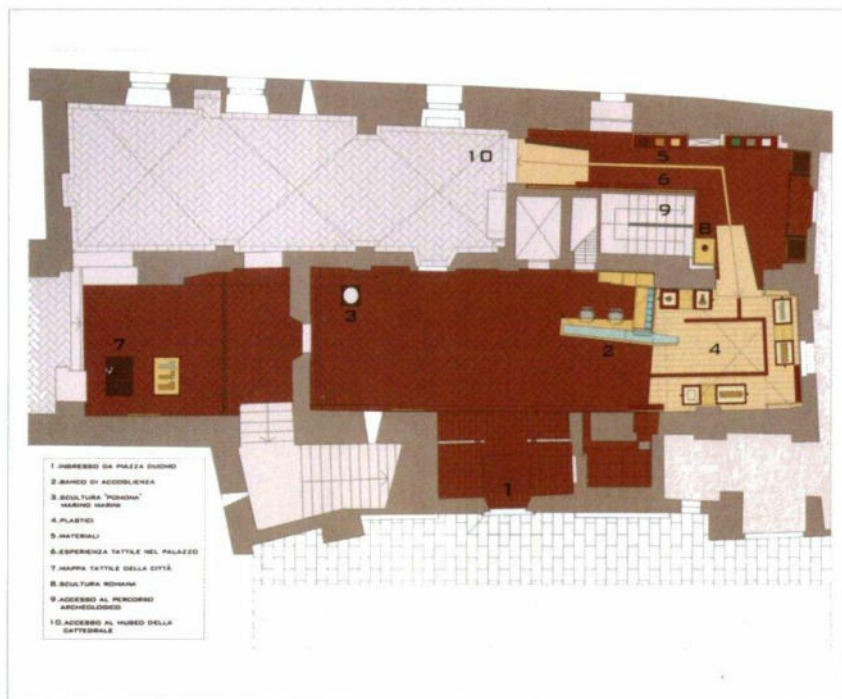 10
5
6
9
8
3
2
4
7
1
1.INGRESSO DA PIAZZA DUOMO
2.BANCO DI ACCOGLIENZA
3.SCULTURA "POMONA"
MARINO MARINI
4.PLASTICI
5.MATERIALI
6.ESPERIENZA TATTILE NEL PALAZZO
7.MAPPA TATTILE DELLA CITTÀ
8.SCULTURA ROMANA
9.ACCESSO AL PERCORSO
ARCHEOLOGICO
10.ACCESSO AL MUSEO DELLA
CATTEDRALE